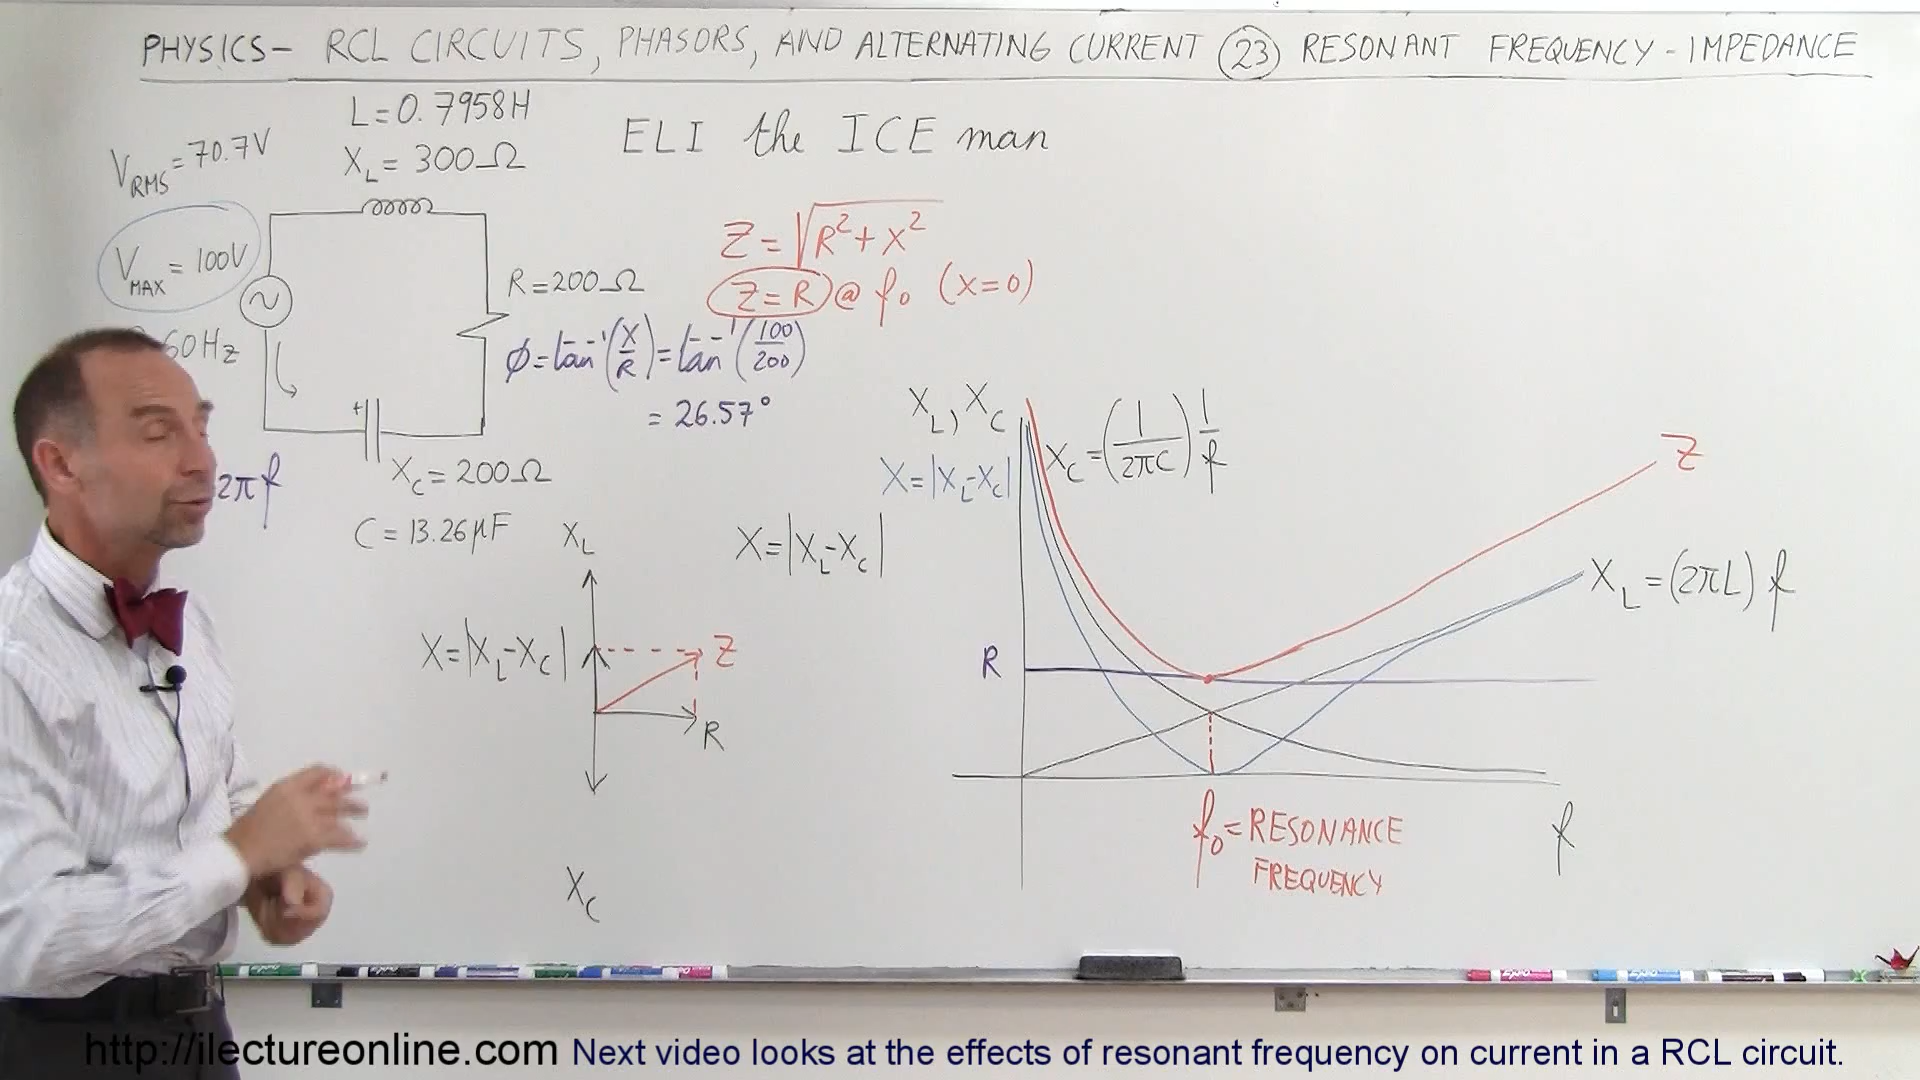 PHYSICS- RCL CIRCUITS, PHASORS, AND ALTERNATING CURRENT (23) RESONANT FREQUENCY - IMPEDANCE
L=0.7958H
V_RMS=70.7V
X_L=300Ω
ELI the ICE man
V_MAX=100V
Z=√(R²+X²)
R=200Ω
Z=R @ f₀ (X=0)
60Hz
φ=tan⁻¹(X/R)=tan⁻¹(100/200)
=26.57°
X_C=200Ω
2πf
C=13.26μF
X_L, X_C
X=|X_L-X_C|
X_C=(1/2πC)1/f
Z
X_L
X=|X_L-X_C|
X_L=(2πL)f
X=|X_L-X_C|
Z
R
R
f₀=RESONANCE
FREQUENCY
f
X_C
http://ilectureonline.com Next video looks at the effects of resonant frequency on current in a RCL circuit.